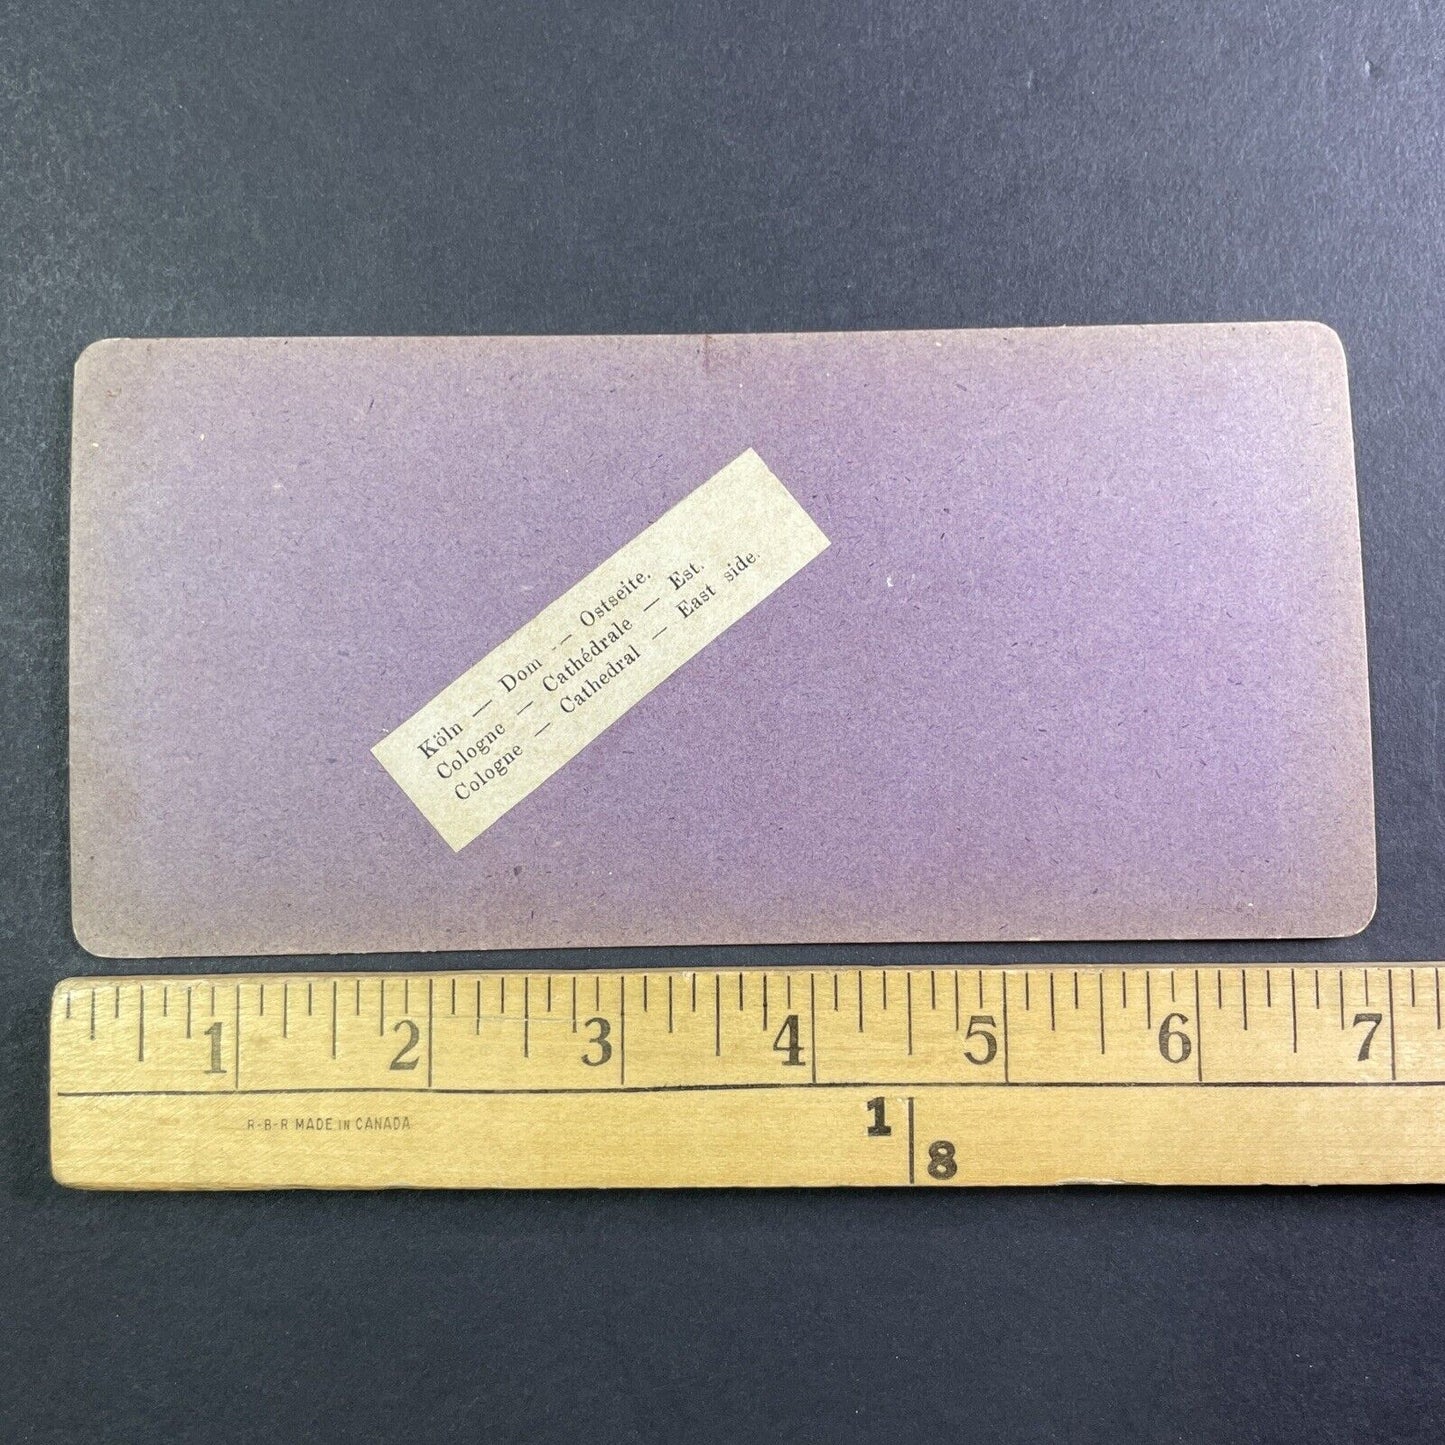 Köln — Dom — Ostseite.
Cologne — Cathédrale — Est.
Cologne — Cathedral — East side.
1 2 3 4 5 6 7
R-B-R MADE IN CANADA
1 8